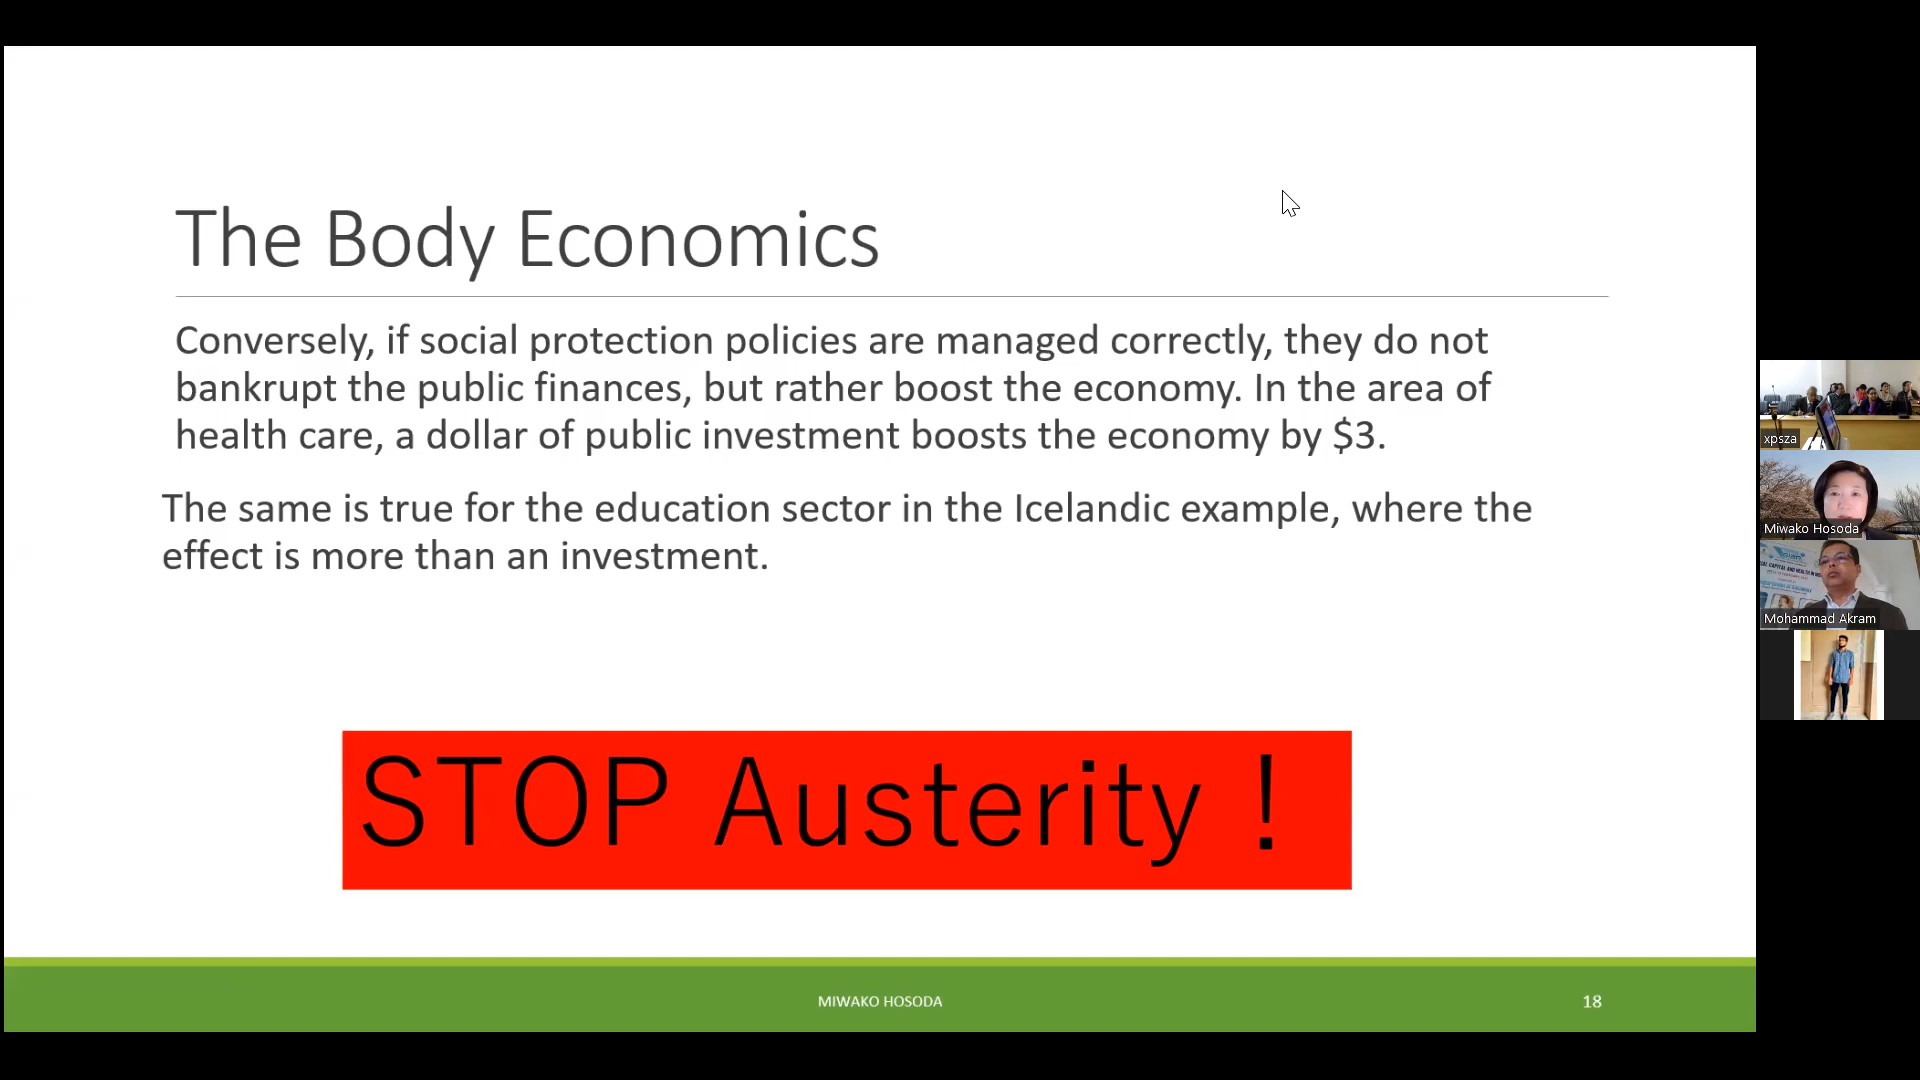 The Body Economics
Conversely, if social protection policies are managed correctly, they do not
bankrupt the public finances, but rather boost the economy. In the area of
health care, a dollar of public investment boosts the economy by $3.
The same is true for the education sector in the Icelandic example, where the
effect is more than an investment.
STOP Austerity !
MIWAKO HOSODA
18
xpsza
Miwako Hosoda
Mohammad Akram